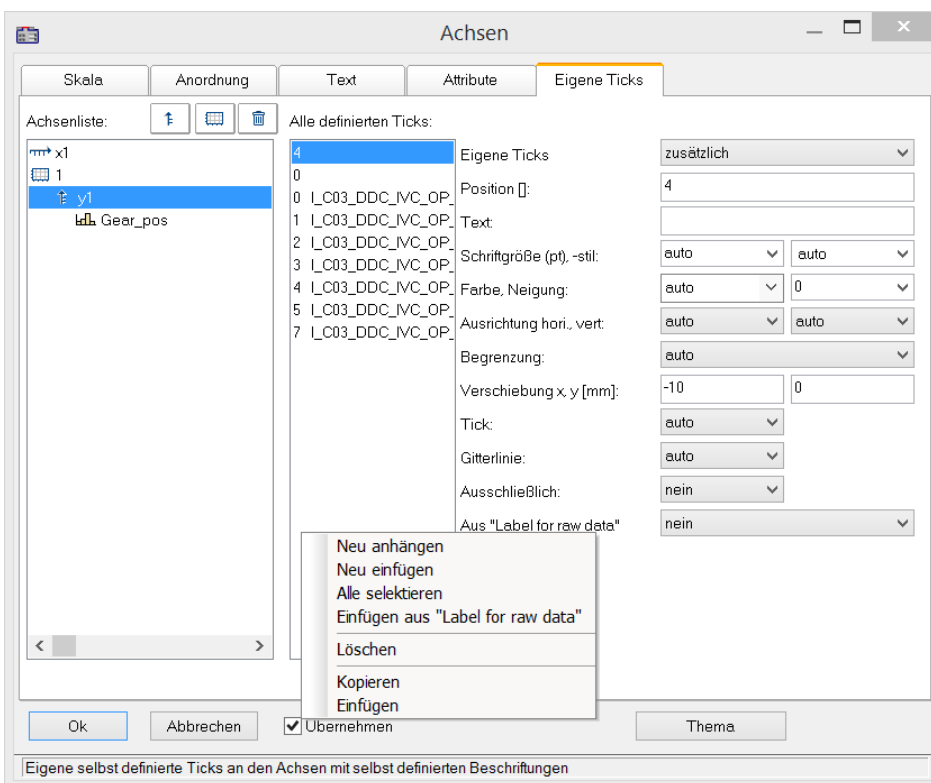 Achsen
Skala Anordnung Text Attribute Eigene Ticks
Achsenliste:
x1
1
y1
Gear_pos
Alle definierten Ticks:
4
0
0 I_C03_DDC_IVC_OP_
1 I_C03_DDC_IVC_OP_
2 I_C03_DDC_IVC_OP_
3 I_C03_DDC_IVC_OP_
4 I_C03_DDC_IVC_OP_
5 I_C03_DDC_IVC_OP_
7 I_C03_DDC_IVC_OP_
Eigene Ticks zusätzlich
Position []: 4
Text:
Schriftgröße (pt), -stil: auto auto
Farbe, Neigung: auto 0
Ausrichtung hori., vert: auto auto
Begrenzung: auto
Verschiebung x, y [mm]: -10 0
Tick: auto
Gitterlinie: auto
Ausschließlich: nein
Aus "Label for raw data" nein
Neu anhängen
Neu einfügen
Alle selektieren
Einfügen aus "Label for raw data"
Löschen
Kopieren
Einfügen
Ok Abbrechen Übernehmen Thema
Eigene selbst definierte Ticks an den Achsen mit selbst definierten Beschriftungen